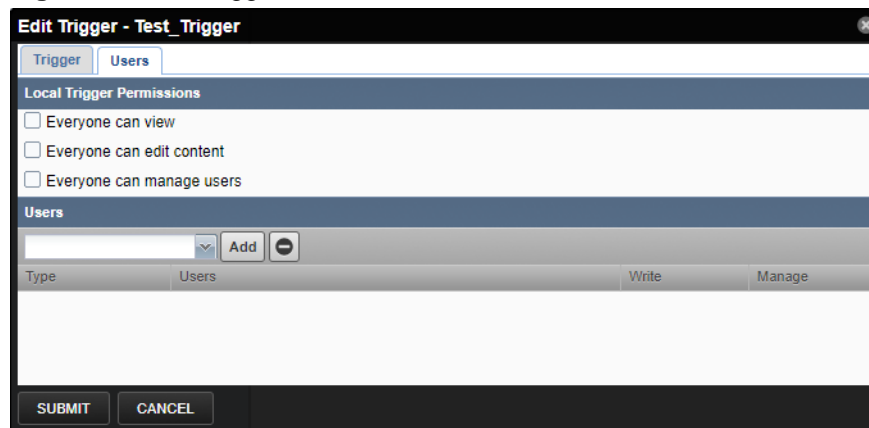 Edit Trigger - Test_Trigger
Trigger Users
Local Trigger Permissions
Everyone can view
Everyone can edit content
Everyone can manage users
Users
Add
Type Users Write Manage
SUBMIT CANCEL